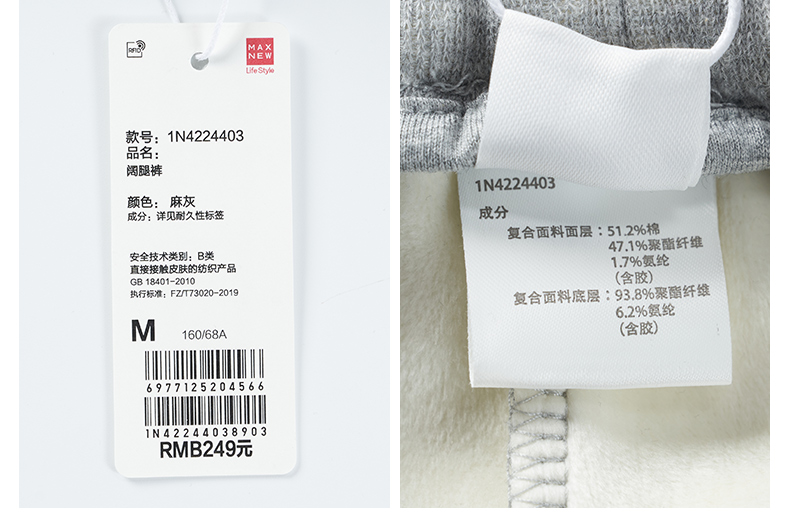 RFID
MAX
NEW
Life Style
款号：1N4224403
品名：
阔腿裤
颜色：麻灰
成分：详见耐久性标签
安全技术类别：B类
直接接触皮肤的纺织产品
GB 18401-2010
执行标准：FZ/T73020-2019
M 160/68A
6977125204566
1N42244038903
RMB249元
1N4224403
成分
复合面料面层：51.2%棉
47.1%聚酯纤维
1.7%氨纶
(含胶)
复合面料底层：93.8%聚酯纤维
6.2%氨纶
(含胶)